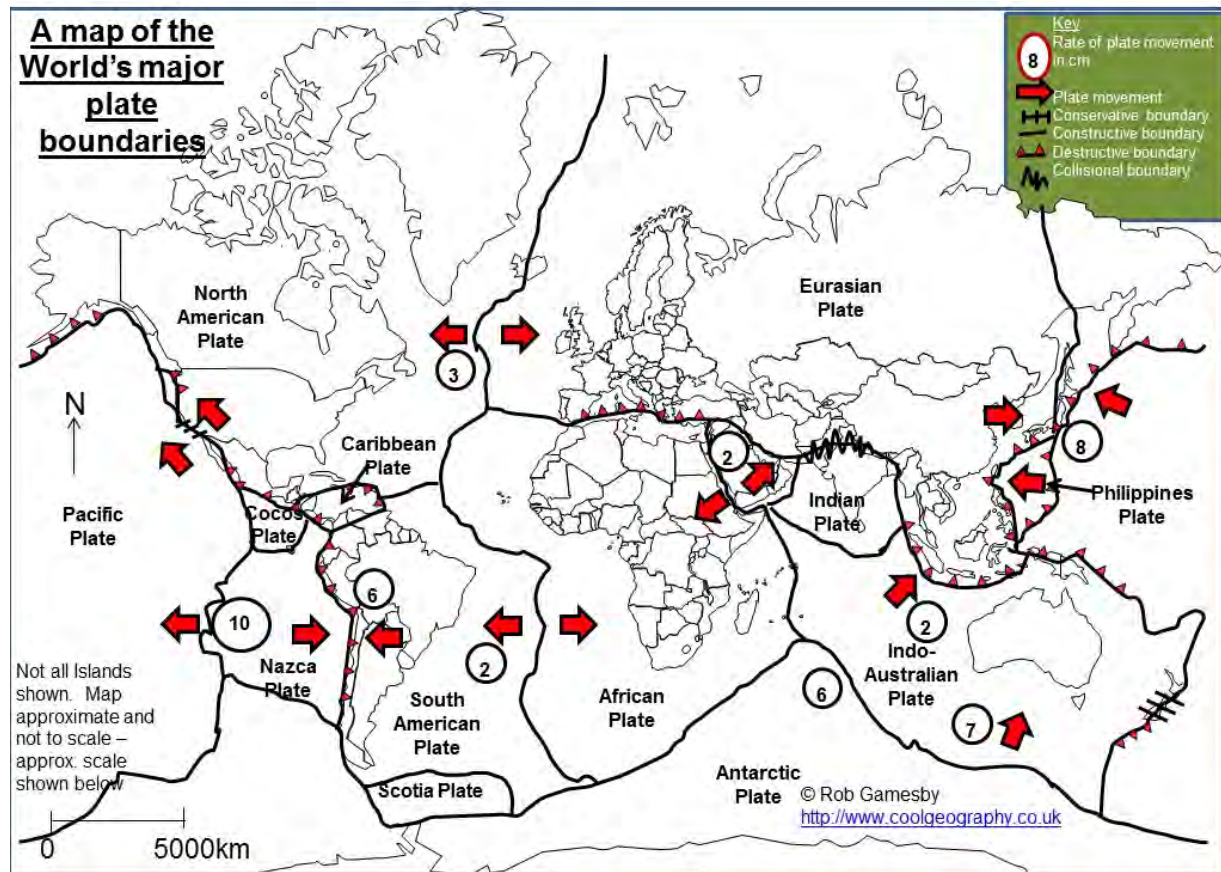 A map of the
World's major
plate
boundaries
Key
Rate of plate movement
in cm
8
Plate movement
Conservative boundary
Constructive boundary
Destructive boundary
Collisional boundary
North
American
Plate
Eurasian
Plate
3
N
Caribbean
Plate
2
8
Pacific
Plate
Cocos
Plate
Indian
Plate
Philippines
Plate
6
10
2
Nazca
Plate
2
Indo-
Australian
Plate
South
American
Plate
African
Plate
6
7
Not all Islands
shown. Map
approximate and
not to scale –
approx. scale
shown below
Scotia Plate
Antarctic
Plate
© Rob Gamesby
http://www.coolgeography.co.uk
0 5000km